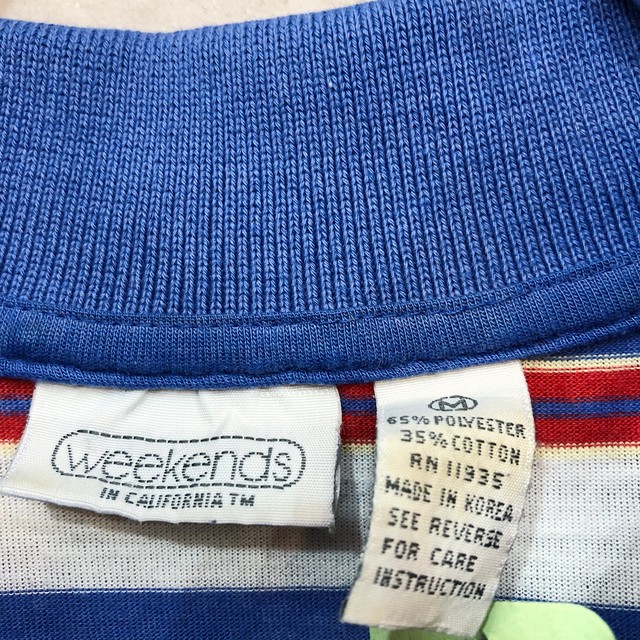 weekends
IN CALIFORNIA TM
M
65% POLYESTER
35% COTTON
RN 11935
MADE IN KOREA
SEE REVERSE
FOR CARE
INSTRUCTION